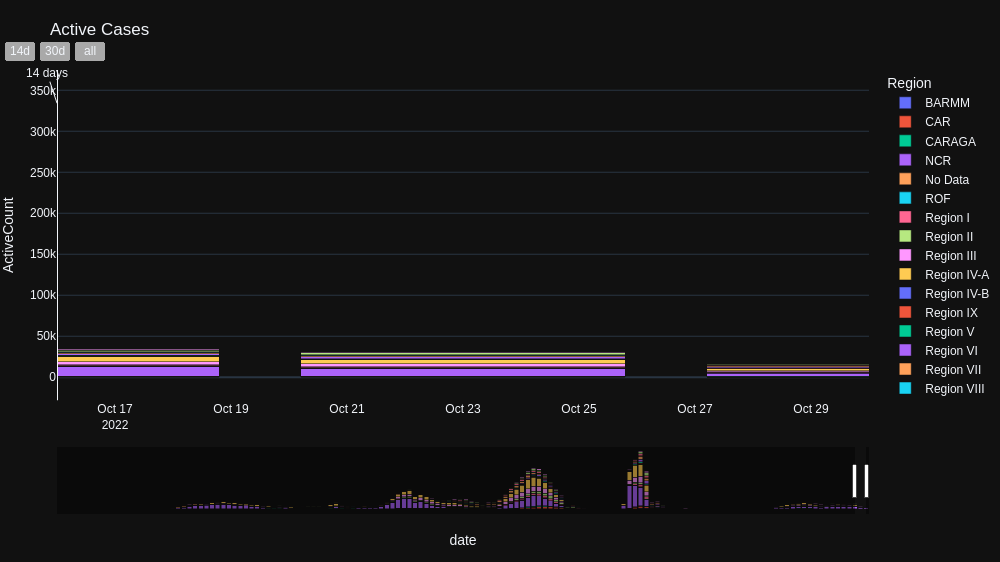 Active Cases
14d 30d all
14 days
350k
300k
250k
200k
150k
100k
50k
0
ActiveCount
Oct 17
2022
Oct 19
Oct 21
Oct 23
Oct 25
Oct 27
Oct 29
date
Region
BARMM
CAR
CARAGA
NCR
No Data
ROF
Region I
Region II
Region III
Region IV-A
Region IV-B
Region IX
Region V
Region VI
Region VII
Region VIII